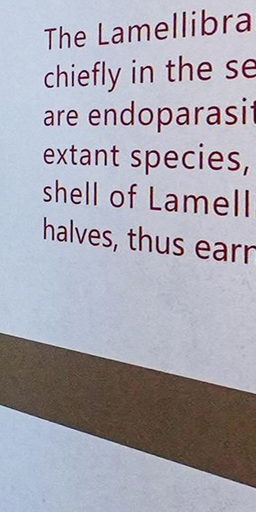 The Lamellibra
chiefly in the se
are endoparasit
extant species,
shell of Lamell
halves, thus earn